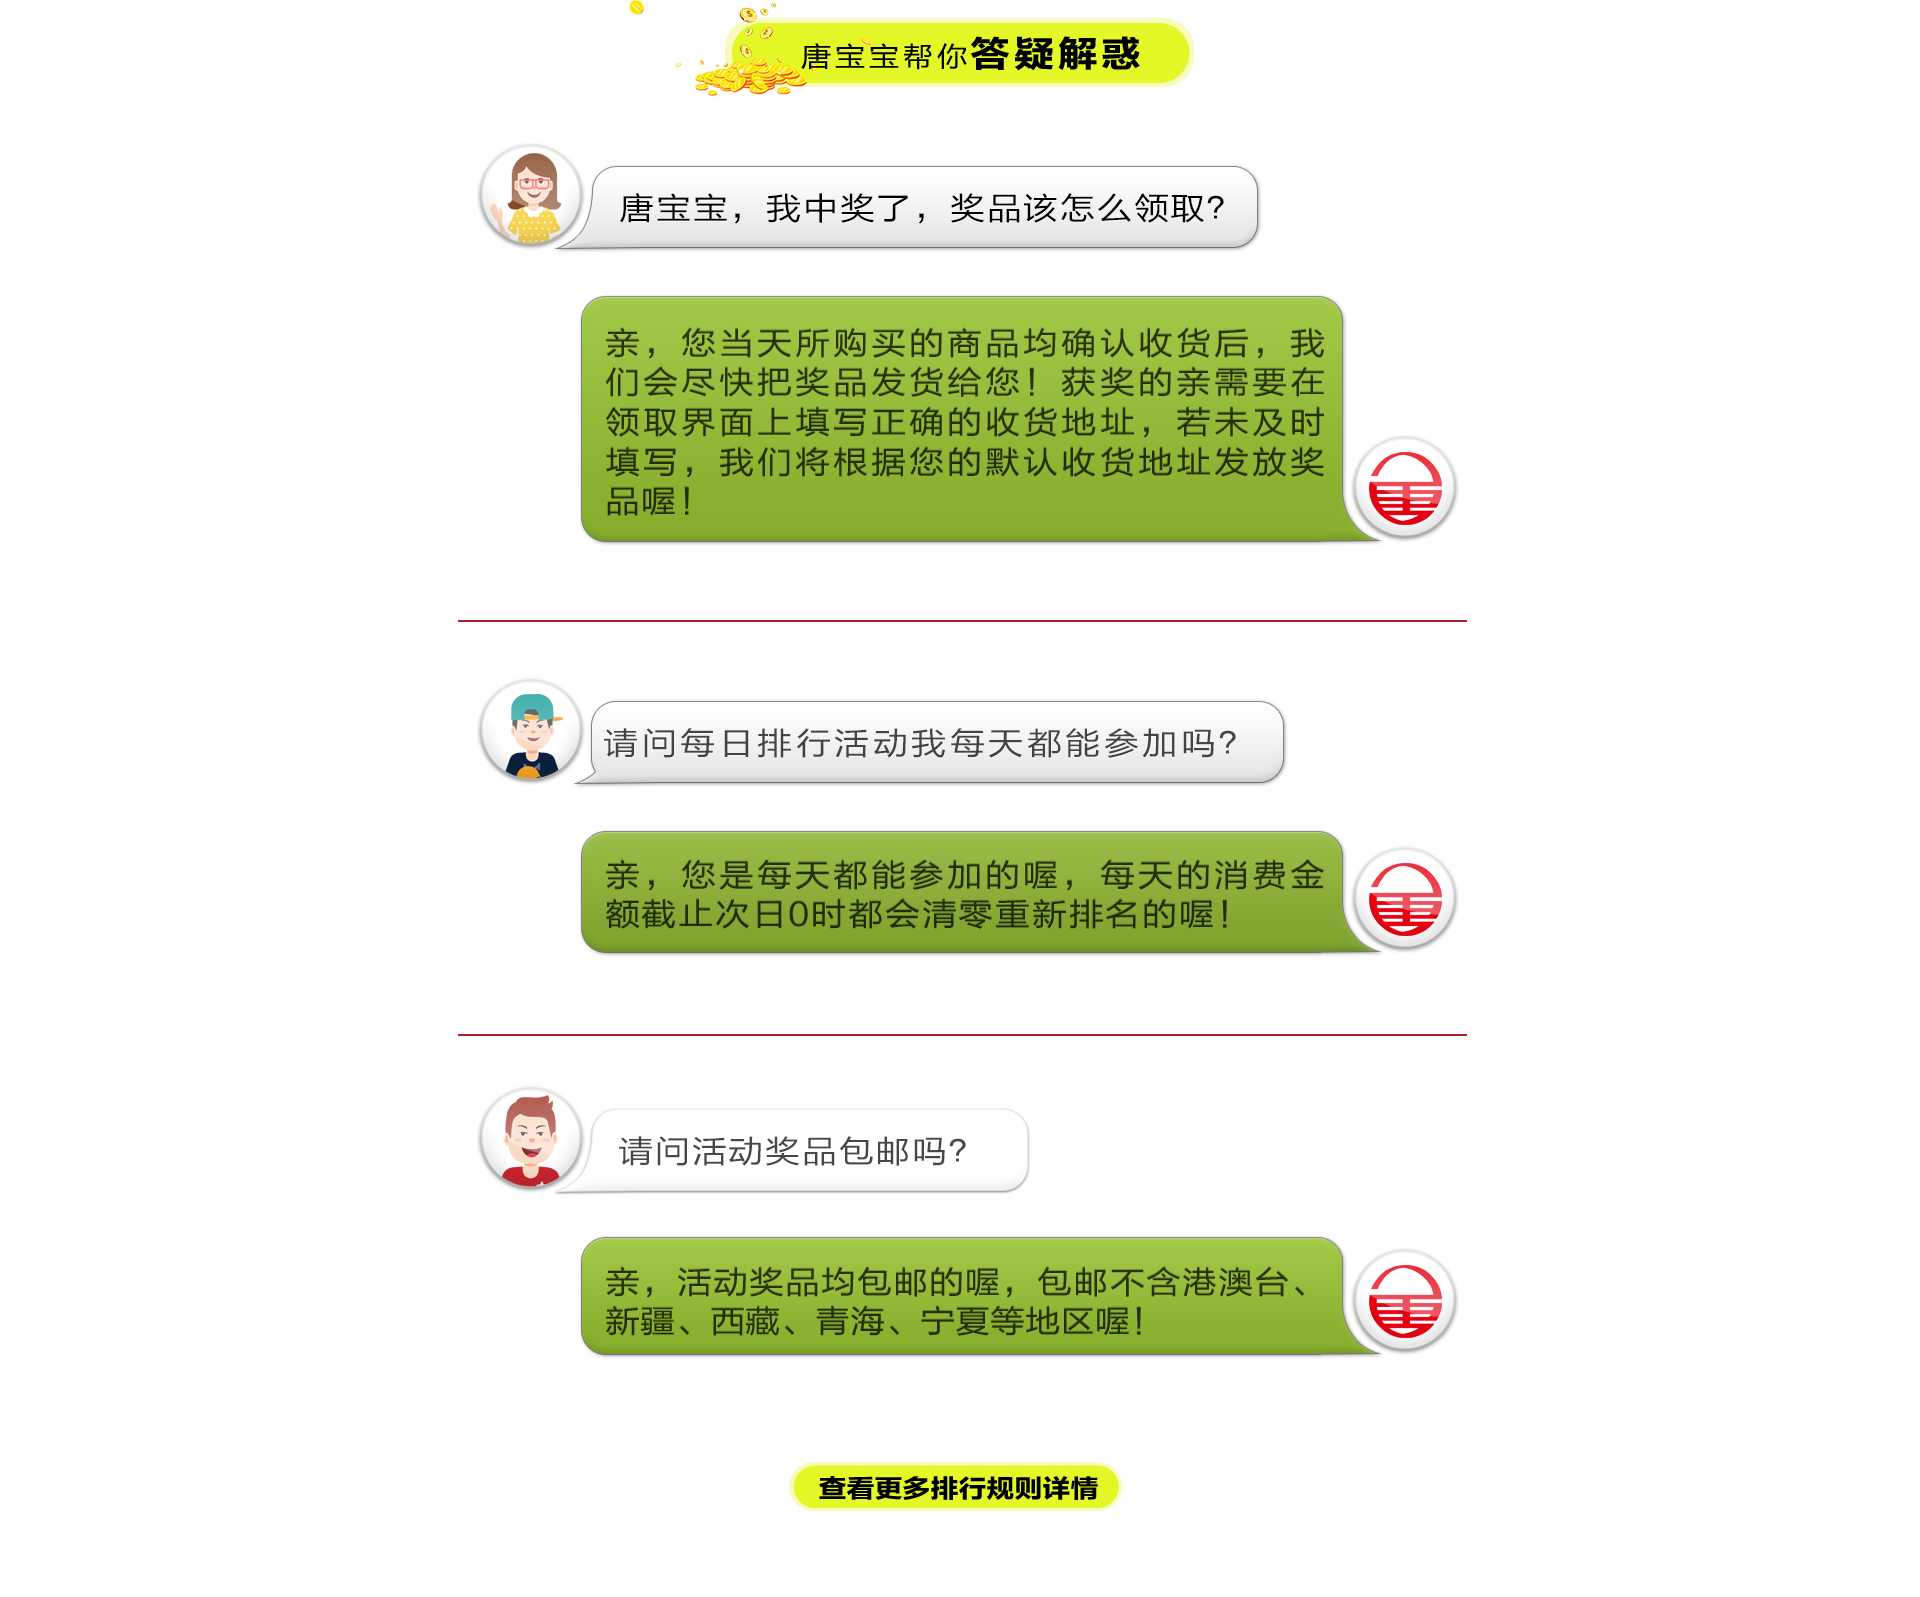 唐宝宝帮你答疑解惑
唐宝宝，我中奖了，奖品该怎么领取？
亲，您当天所购买的商品均确认收货后，我
们会尽快把奖品发货给您！获奖的亲需要在
领取界面上填写正确的收货地址，若未及时
填写，我们将根据您的默认收货地址发放奖
品喔！
请问每日排行活动我每天都能参加吗？
亲，您是每天都能参加的喔，每天的消费金
额截止次日0时都会清零重新排名的喔！
请问活动奖品包邮吗？
亲，活动奖品均包邮的喔，包邮不含港澳台、
新疆、西藏、青海、宁夏等地区喔！
查看更多排行规则详情